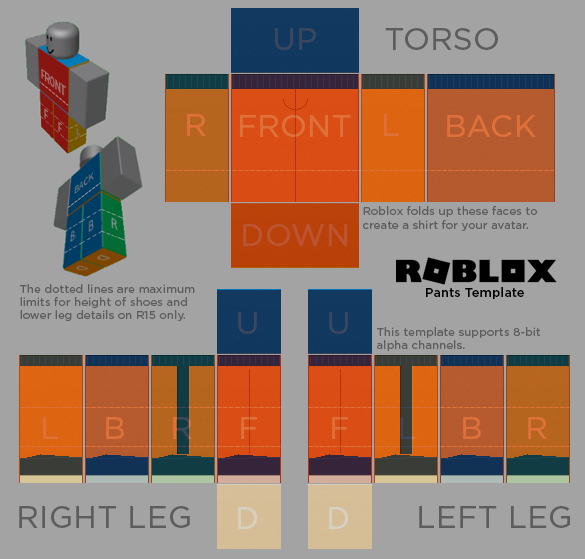 UP
TORSO
R
FRONT
L
BACK
FRONT
F F
BACK
B B R
D
DOWN
Roblox folds up these faces to
create a shirt for your avatar.
ROBLOX
Pants Template
The dotted lines are maximum
limits for height of shoes and
lower leg details on R15 only.
U
U
This template supports 8-bit
alpha channels.
L
B
R
F
F
L
B
R
RIGHT LEG
D
D
LEFT LEG